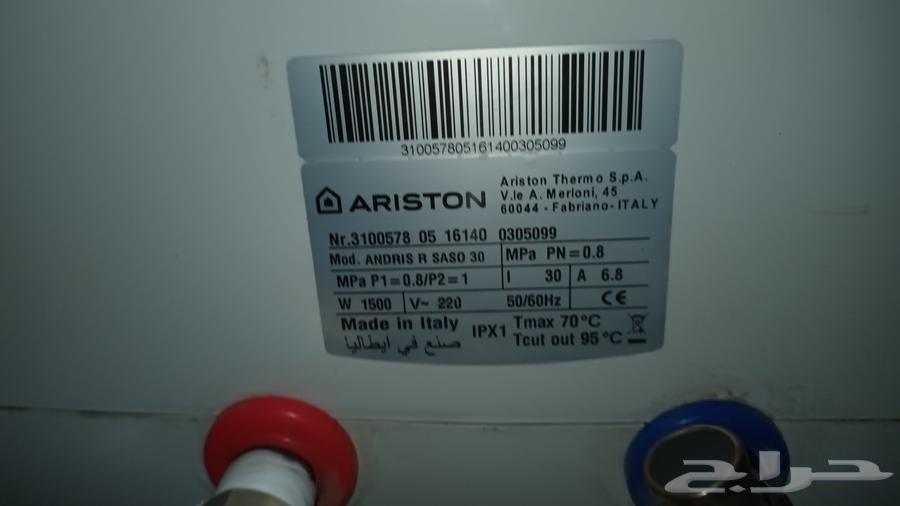 310057805161400305099
ARISTON
Ariston Thermo S.p.A.
V.le A. Merloni, 45
60044 - Fabriano- ITALY
Nr.3100578 05 16140 0305099
Mod. ANDRIS R SASO 30
MPa PN=0.8
MPa P1=0.8/P2=1
I 30 A 6.8
W 1500 V~ 220 50/60Hz CE
Made in Italy
صنع في ايطاليا
IPX1
Tmax 70°C
Tcut out 95°C
حراج